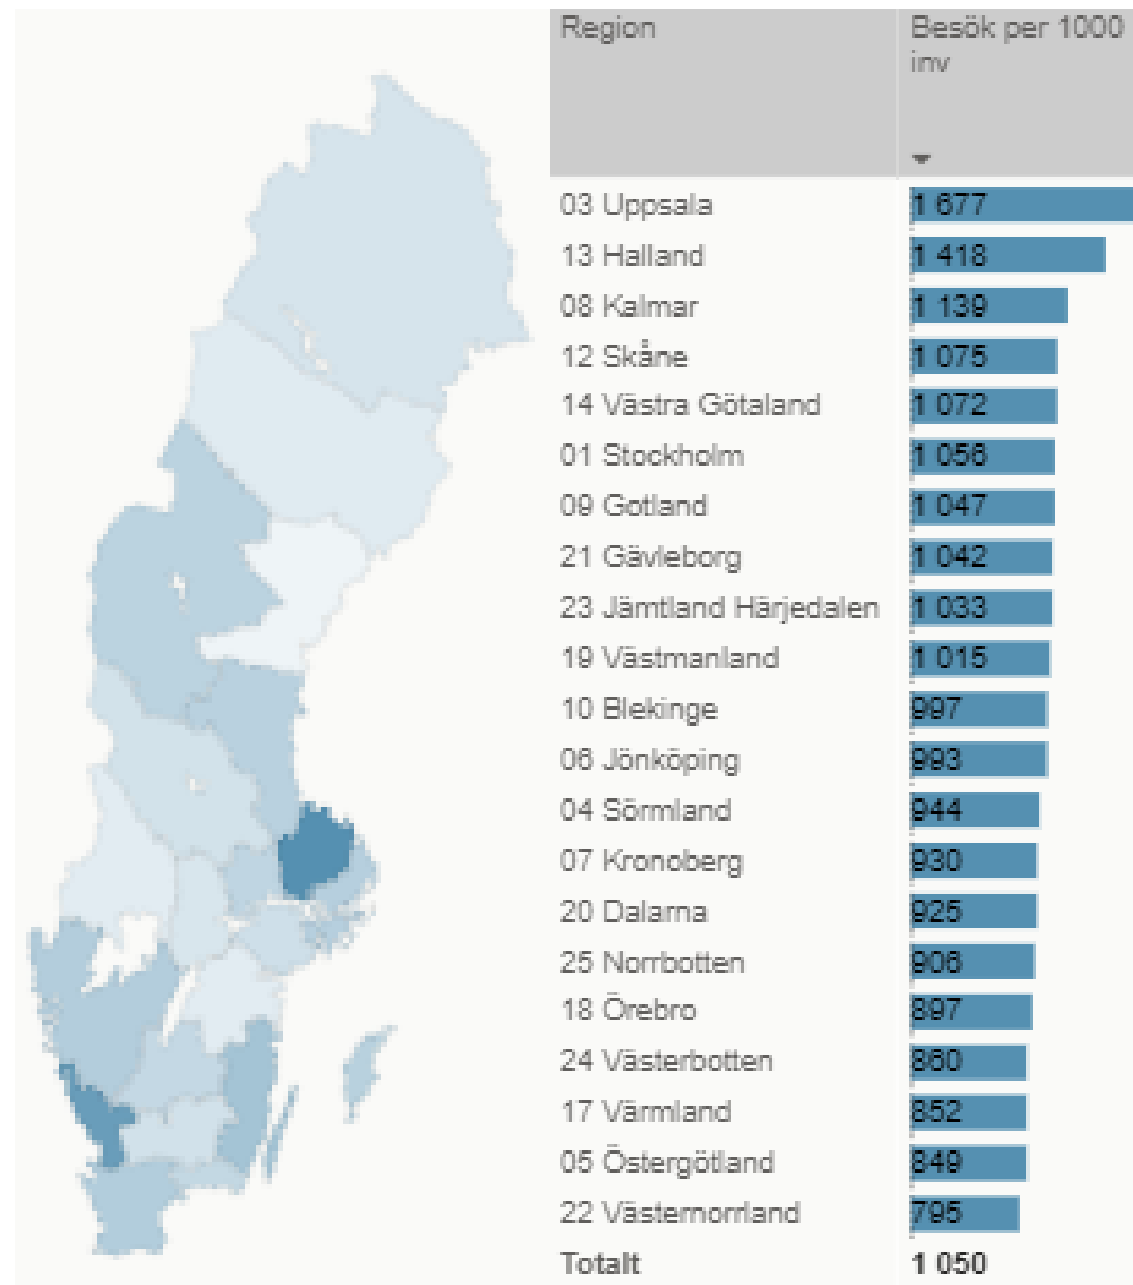 Region Besök per 1000
inv
03 Uppsala 1 677
13 Halland 1 418
08 Kalmar 1 139
12 Skåne 1 075
14 Västra Götaland 1 072
01 Stockholm 1 056
09 Gotland 1 047
21 Gävleborg 1 042
23 Jämtland Härjedalen 1 033
19 Västmanland 1 015
10 Blekinge 997
06 Jönköping 993
04 Sörmland 944
07 Kronoberg 930
20 Dalarna 925
25 Norrbotten 906
18 Örebro 897
24 Västerbotten 860
17 Värmland 852
05 Östergötland 849
22 Västernorrland 795
Totalt 1 050